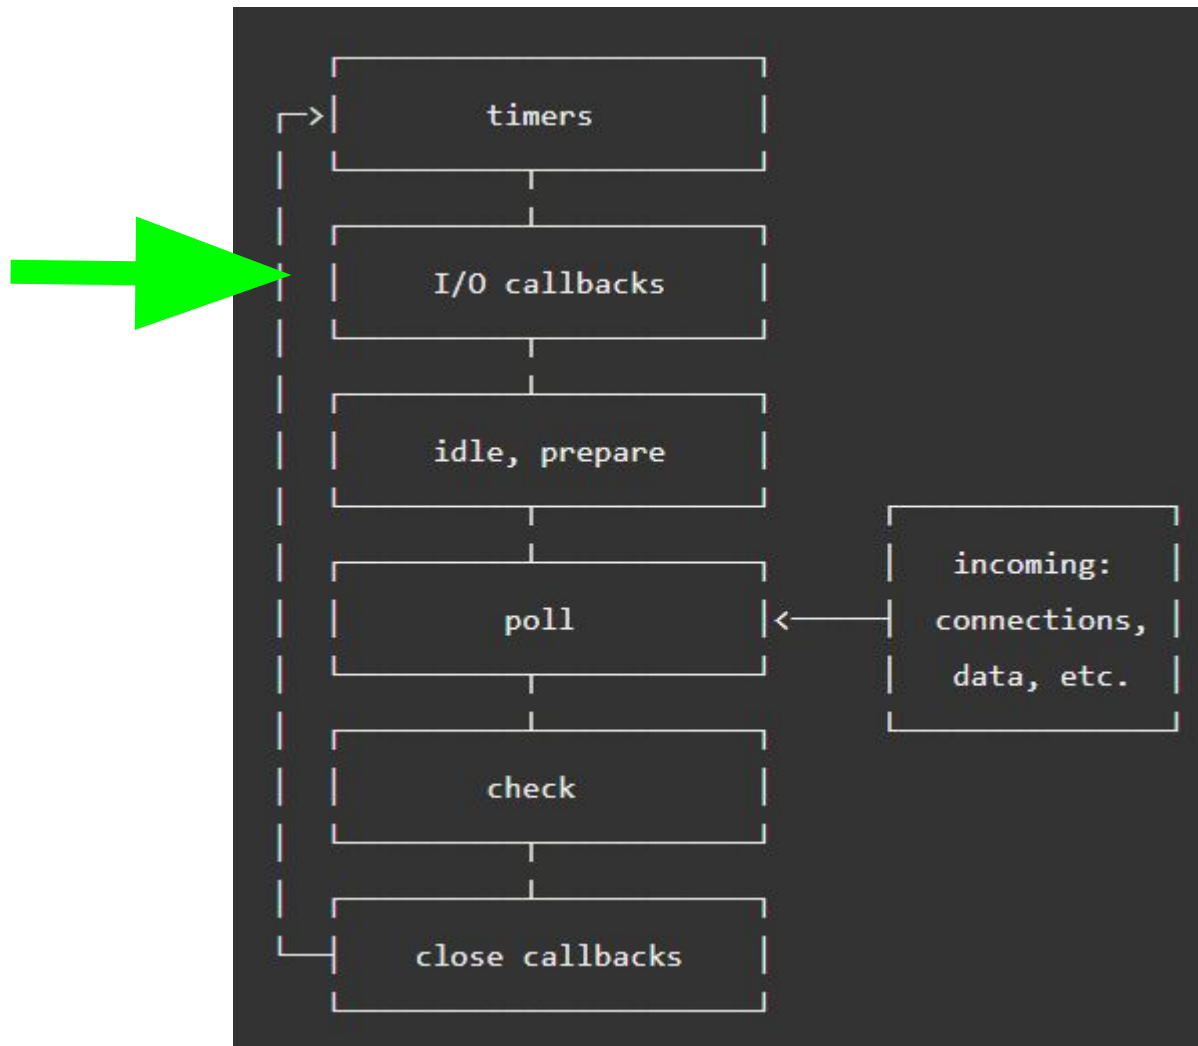 timers
I/O callbacks
idle, prepare
poll
incoming:
connections,
data, etc.
check
close callbacks